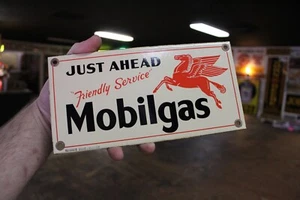 JUST AHEAD
"Friendly Service"
Mobilgas